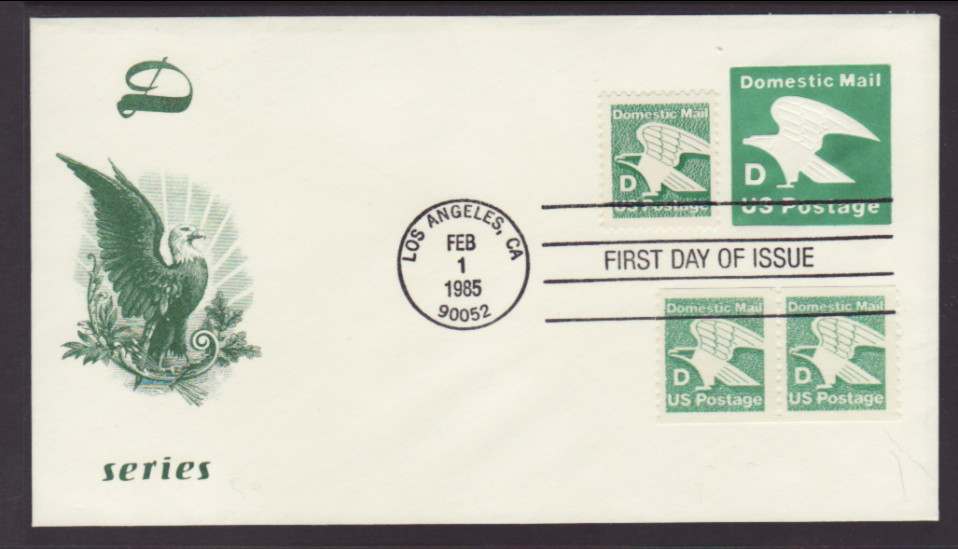 D
series
Domestic Mail
D
US Postage
Domestic Mail
D
US Postage
LOS ANGELES, CA
FEB
1
1985
90052
FIRST DAY OF ISSUE
Domestic Mail
D
US Postage
Domestic Mail
D
US Postage